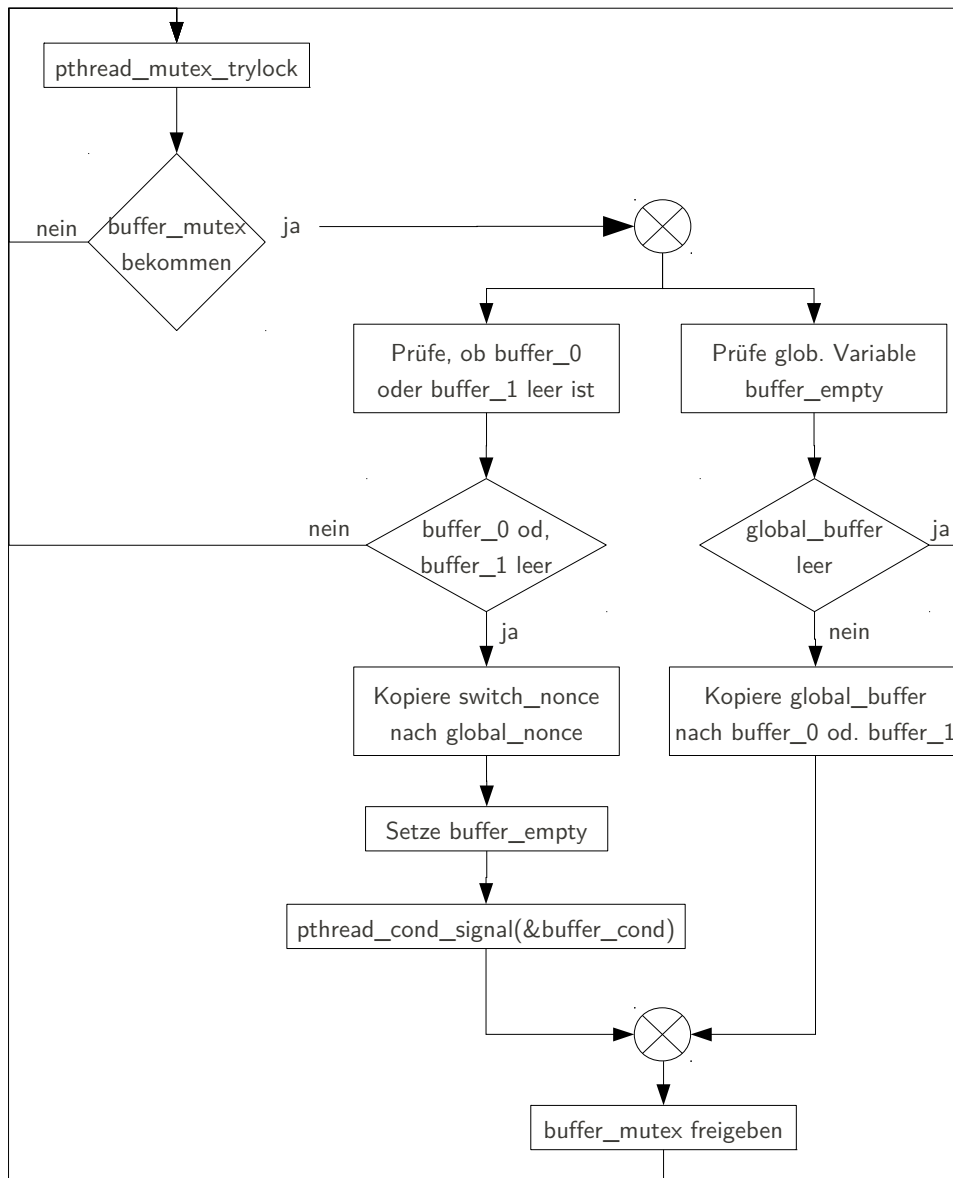 pthread_mutex_trylock
nein
buffer_mutex
bekommen
ja
Prüfe, ob buffer_0
oder buffer_1 leer ist
Prüfe glob. Variable
buffer_empty
nein
buffer_0 od,
buffer_1 leer
global_buffer
leer
ja
ja
nein
Kopiere switch_nonce
nach global_nonce
Kopiere global_buffer
nach buffer_0 od. buffer_1
Setze buffer_empty
pthread_cond_signal(&buffer_cond)
buffer_mutex freigeben